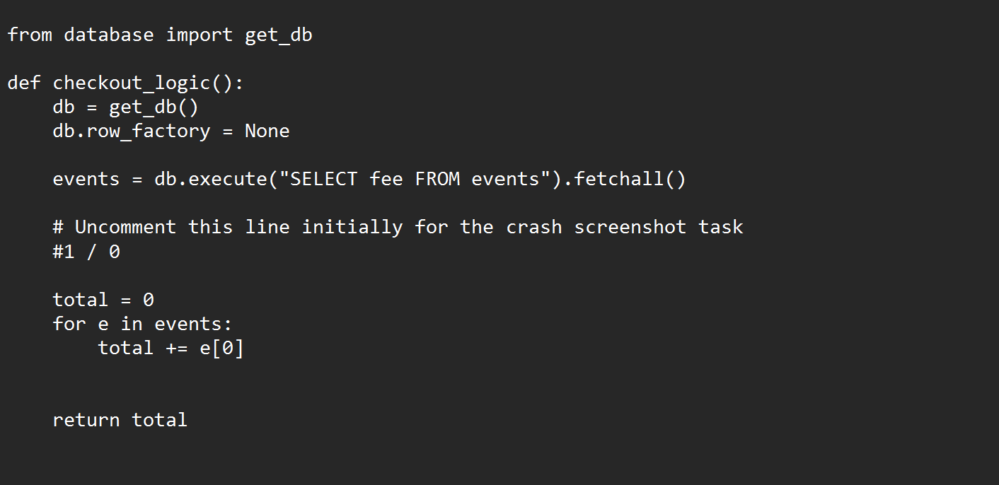 from database import get_db
def checkout_logic():
    db = get_db()
    db.row_factory = None
    events = db.execute("SELECT fee FROM events").fetchall()
    # Uncomment this line initially for the crash screenshot task
    #1 / 0
    total = 0
    for e in events:
        total += e[0]
    return total